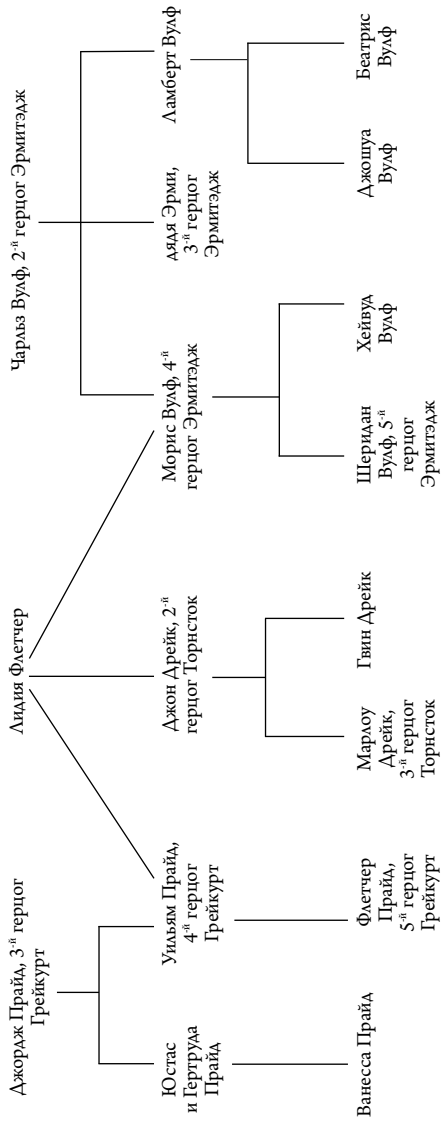 Джордж Прайд, 3-й герцог
Грейкурт
Лидия Флетчер
Чарльз Вулф, 2-й герцог Эрмитэдж
Юстас
и Гертруда
Прайд
Уильям Прайд,
4-й герцог
Грейкурт
Джон Дрейк, 2-й
герцог Торнсток
Морис Вулф, 4-й
герцог Эрмитэдж
дядя Эрми,
3-й герцог
Эрмитэдж
Ламберт Вулф
Ванесса Прайд
Флетчер
Прайд,
5-й герцог
Грейкурт
Марлоу
Дрейк,
3-й герцог
Торнсток
Гвин Дрейк
Шеридан
Вулф, 5-й
герцог
Эрмитэдж
Хейвуд
Вулф
Джошуа
Вулф
Беатрис
Вулф